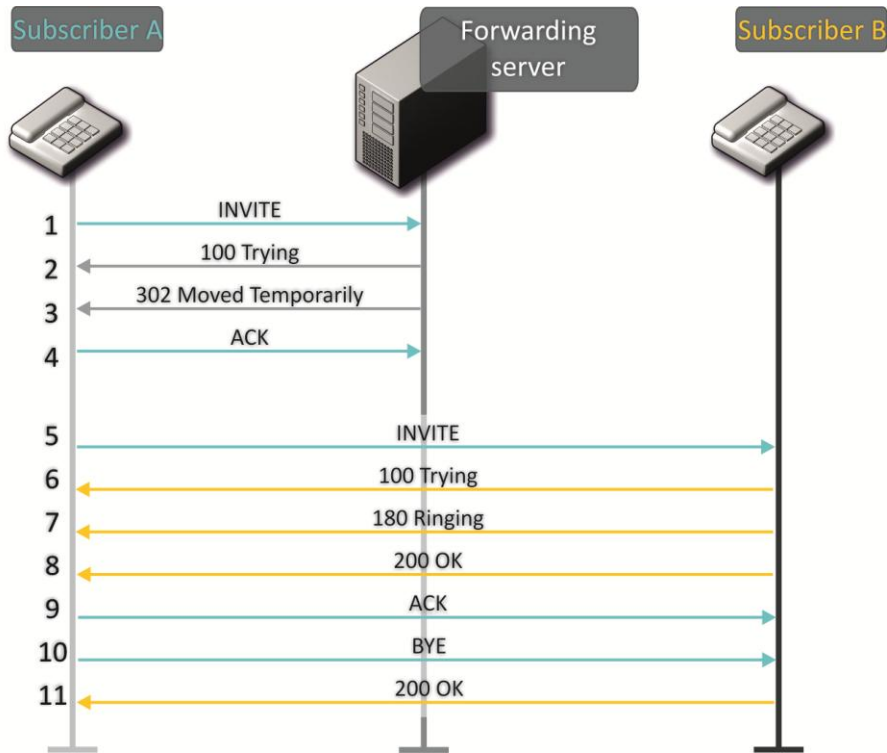 Subscriber A
Forwarding
server
Subscriber B
1 INVITE
2 100 Trying
3 302 Moved Temporarily
4 ACK
5 INVITE
6 100 Trying
7 180 Ringing
8 200 OK
9 ACK
10 BYE
11 200 OK